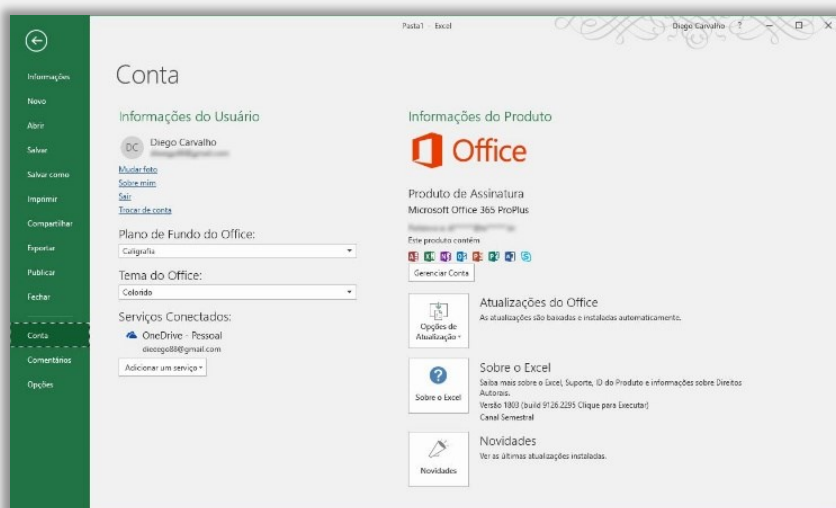 Pasta1 - Excel
Diego Carvalho
?
Informações
Novo
Abrir
Salvar
Salvar como
Imprimir
Compartilhar
Exportar
Publicar
Fechar
Conta
Comentários
Opções
Conta
Informações do Usuário
DC
Diego Carvalho
Mudar foto
Sobre mim
Sair
Trocar de conta
Plano de Fundo do Office:
Caligrafia
Tema do Office:
Colorido
Serviços Conectados:
OneDrive - Pessoal
dieeego88@gmail.com
Adicionar um serviço
Informações do Produto
Office
Produto de Assinatura
Microsoft Office 365 ProPlus
Este produto contém
Gerenciar Conta
Opções de
Atualização
Atualizações do Office
As atualizações são baixadas e instaladas automaticamente.
Sobre o Excel
Sobre o Excel
Saiba mais sobre o Excel, Suporte, ID do Produto e informações sobre Direitos
Autorais.
Versão 1803 (build 9126.2295 Clique para Executar)
Canal Semestral
Novidades
Novidades
Ver as últimas atualizações instaladas.